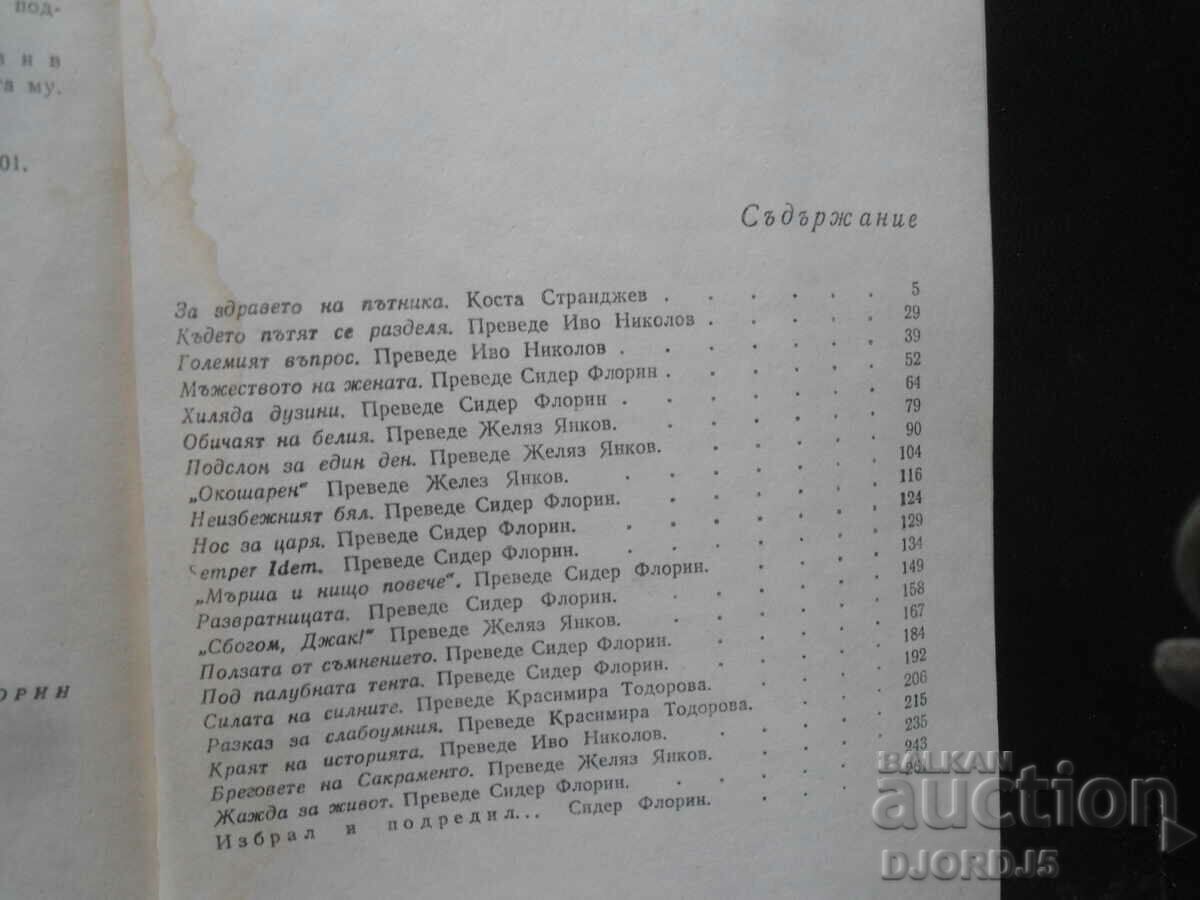 под-
в и в
та му.
01.
ОРИН
Съдържание
За здравето на пътника. Коста Странджев . . . . . . 5
Където пътят се разделя. Преведе Иво Николов . . . . . 29
Големият въпрос. Преведе Иво Николов . . . . . . 39
Мъжеството на жената. Преведе Сидер Флорин . . . . . . 52
Хиляда дузини. Преведе Сидер Флорин . . . . . . 64
Обичаят на белия. Преведе Желяз Янков. . . . . . 79
Подслон за един ден. Преведе Желяз Янков. . . . . . 90
„Окошарен“ Преведе Желез Янков. . . . . . 104
Неизбежният бял. Преведе Сидер Флорин. . . . . . 116
Нос за царя. Преведе Сидер Флорин. . . . . . 124
Semper Idem. Преведе Сидер Флорин. . . . . . 129
„Мърша и нищо повече“. Преведе Сидер Флорин. . . . . 134
Развратницата. Преведе Сидер Флорин. . . . . . 149
„Сбогом, Джак!“ Преведе Желяз Янков. . . . . . 158
Ползата от съмнението. Преведе Сидер Флорин. . . . . 167
Под палубната тента. Преведе Сидер Флорин. . . . . 184
Силата на силните. Преведе Красимира Тодорова. . . . . 192
Разказ за слабоумния. Преведе Красимира Тодорова. . . . 206
Краят на историята. Преведе Иво Николов. . . . . 215
Бреговете на Сакраменто. Преведе Желяз Янков. . . . . 235
Жажда за живот. Преведе Сидер Флорин. . . . . 243
Избрал и подредил... Сидер Флорин. . . . .
BALKAN
auction
DJORDJ5